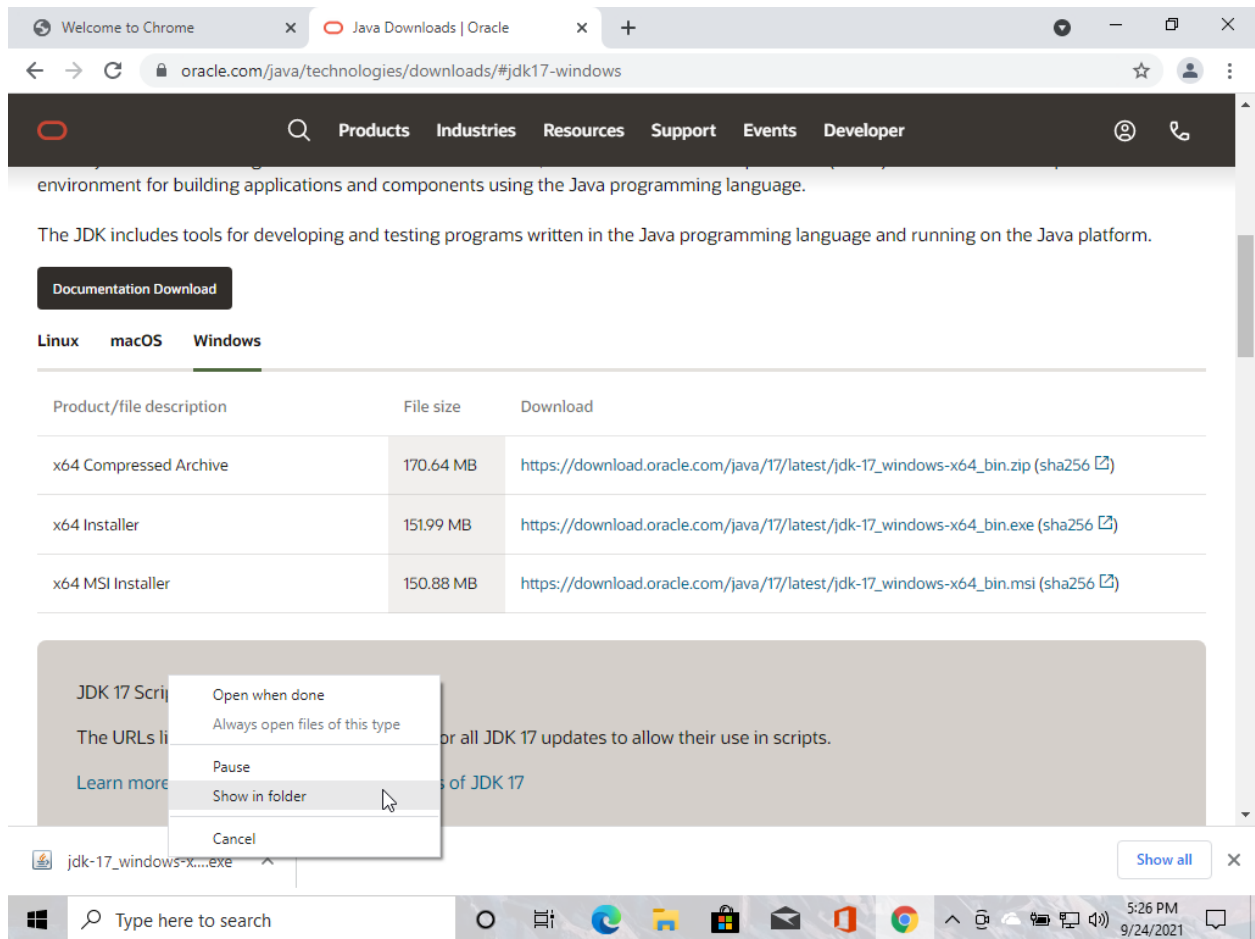 Welcome to Chrome
Java Downloads | Oracle
oracle.com/java/technologies/downloads/#jdk17-windows
Products Industries Resources Support Events Developer
environment for building applications and components using the Java programming language.
The JDK includes tools for developing and testing programs written in the Java programming language and running on the Java platform.
Documentation Download
Linux macOS Windows
Product/file description File size Download
x64 Compressed Archive 170.64 MB https://download.oracle.com/java/17/latest/jdk-17_windows-x64_bin.zip (sha256)
x64 Installer 151.99 MB https://download.oracle.com/java/17/latest/jdk-17_windows-x64_bin.exe (sha256)
x64 MSI Installer 150.88 MB https://download.oracle.com/java/17/latest/jdk-17_windows-x64_bin.msi (sha256)
JDK 17
The URLs or all JDK 17 updates to allow their use in scripts.
Learn more of JDK 17
Open when done
Always open files of this type
Pause
Show in folder
Cancel
jdk-17_windows-x....exe
Show all
Type here to search
5:26 PM
9/24/2021